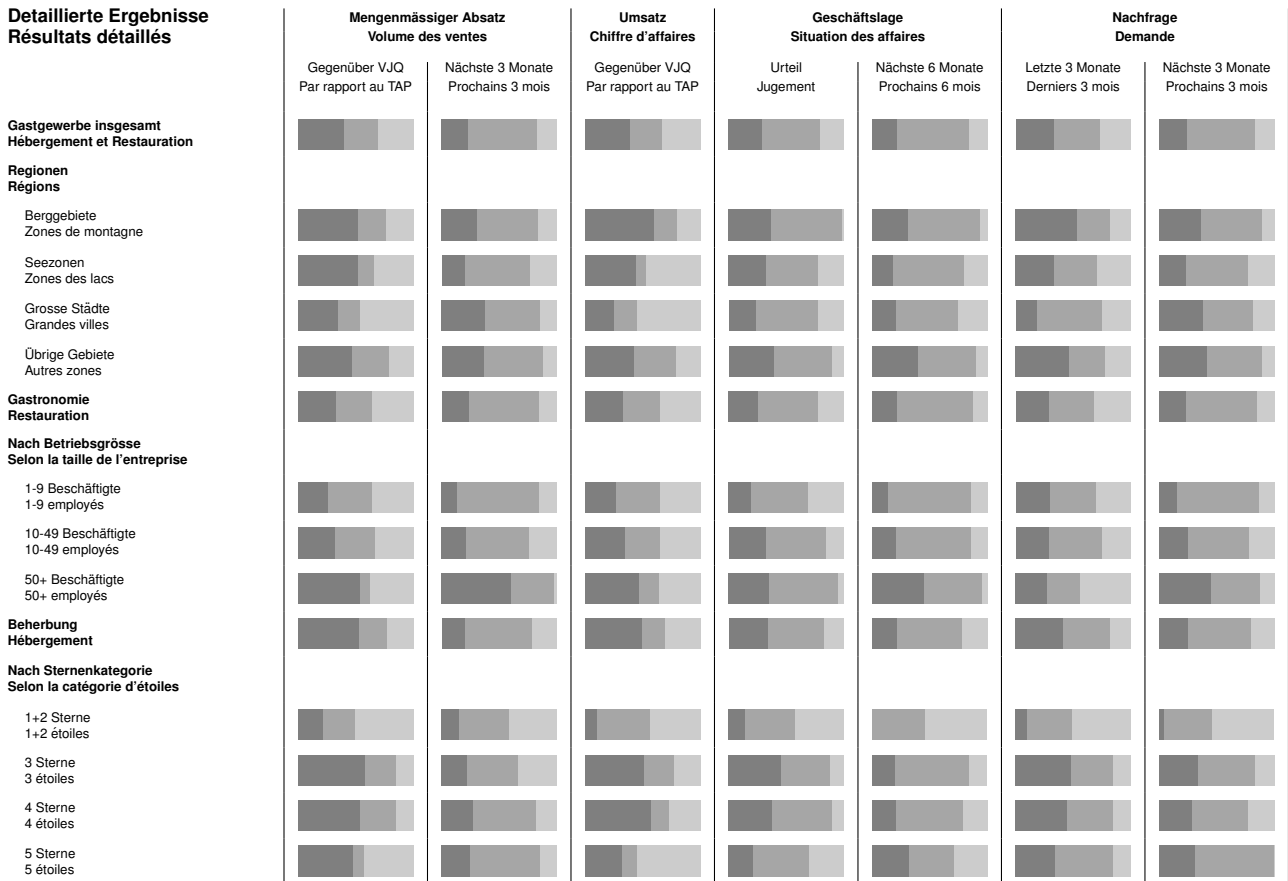 Detaillierte Ergebnisse
Résultats détaillés
Mengenmässiger Absatz
Volume des ventes
Umsatz
Chiffre d'affaires
Geschäftslage
Situation des affaires
Nachfrage
Demande
Gegenüber VJQ
Par rapport au TAP
Nächste 3 Monate
Prochains 3 mois
Gegenüber VJQ
Par rapport au TAP
Urteil
Jugement
Nächste 6 Monate
Prochains 6 mois
Letzte 3 Monate
Derniers 3 mois
Nächste 3 Monate
Prochains 3 mois
Gastgewerbe insgesamt
Hébergement et Restauration
Regionen
Régions
Berggebiete
Zones de montagne
Seezonen
Zones des lacs
Grosse Städte
Grandes villes
Übrige Gebiete
Autres zones
Gastronomie
Restauration
Nach Betriebsgrösse
Selon la taille de l'entreprise
1-9 Beschäftigte
1-9 employés
10-49 Beschäftigte
10-49 employés
50+ Beschäftigte
50+ employés
Beherbung
Hébergement
Nach Sternenkategorie
Selon la catégorie d'étoiles
1+2 Sterne
1+2 étoiles
3 Sterne
3 étoiles
4 Sterne
4 étoiles
5 Sterne
5 étoiles